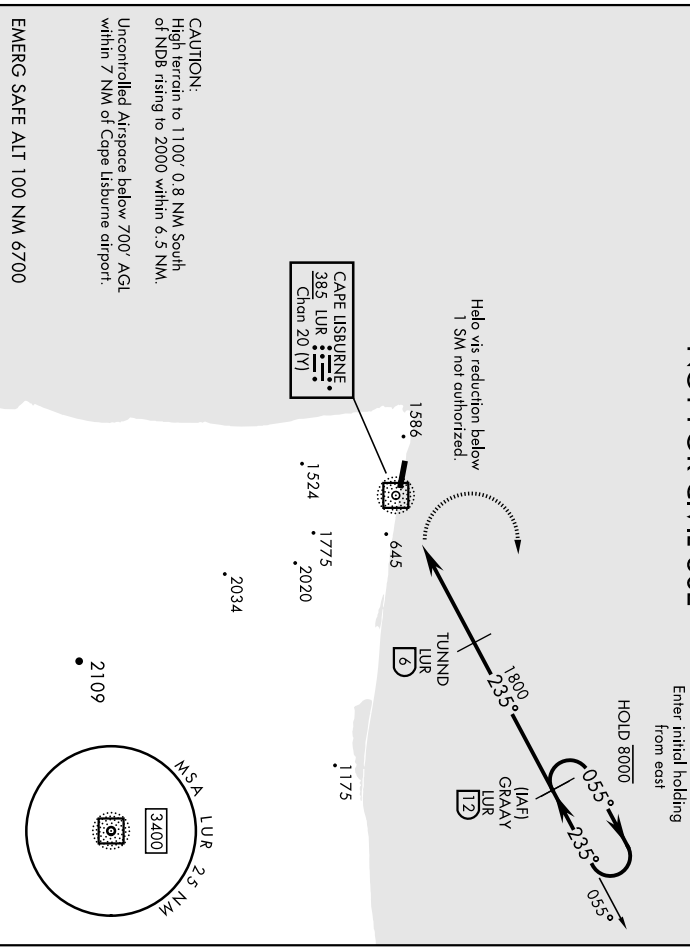 Enter initial holding
from east
HOLD 8000
055°
235°
055°
(IAF)
GRAAY
LUR
12
1800
235°
TUNND
LUR
6
Helo vis reduction below
1 SM not authorized.
CAPE LISBURNE
385 LUR
Chan 20 (Y)
1586
645
1524
1775
2020
2034
2109
1175
MSA LUR 25 NM
3400
CAUTION:
High terrain to 1100' 0.8 NM South
of NDB rising to 2000 within 6.5 NM.
Uncontrolled Airspace below 700' AGL
within 7 NM of Cape Lisburne airport.
EMERG SAFE ALT 100 NM 6700